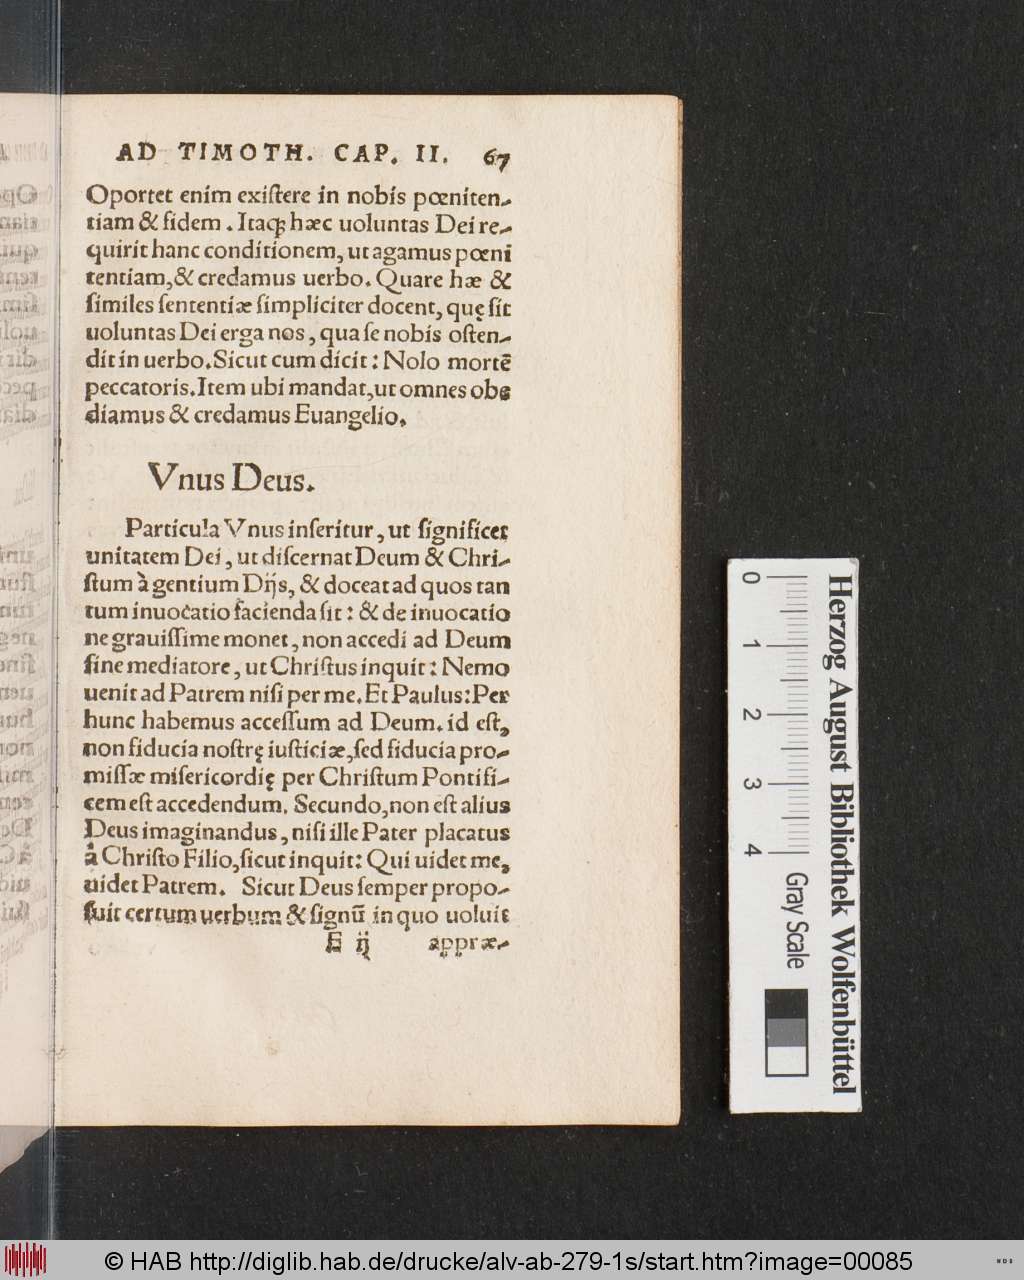 AD TIMOTH. CAP. II. 67
Oportet enim exiſtere in nobis pœniten-
tiam & fidem. Itaqꝫ hæc uoluntas Dei re-
quirit hanc conditionem, ut agamus pœni
tentiam, & credamus uerbo. Quare hæ &
ſimiles ſententiæ ſimpliciter docent, quę ſit
uoluntas Dei erga nos, qua ſe nobis oſten-
dit in uerbo. Sicut cum dicit: Nolo mortē
peccatoris. Item ubi mandat, ut omnes obe
diamus & credamus Euangelio.
Vnus Deus.
Particula Vnus inſeritur, ut ſignificet
unitatem Dei, ut diſcernat Deum & Chri-
ſtum à gentium Dijs, & doceat ad quos tan
tum inuocatio facienda ſit: & de inuocatio
ne grauiſſime monet, non accedi ad Deum
ſine mediatore, ut Chriſtus inquit: Nemo
uenit ad Patrem niſi per me. Et Paulus: Per
hunc habemus acceſſum ad Deum. id eſt,
non fiducia noſtrę iuſticiæ, ſed fiducia pro-
miſſæ miſericordię per Chriſtum Pontifi-
cem eſt accedendum. Secundo, non eſt alius
Deus imaginandus, niſi ille Pater placatus
à Chriſto Filio, ſicut inquit: Qui uidet me,
uidet Patrem. Sicut Deus ſemper propo-
ſuit certum uerbum & ſignū in quo uoluit
E ij appræ-
0 1 2 3 4 Gray Scale
Herzog August Bibliothek Wolfenbüttel
© HAB http://diglib.hab.de/drucke/alv-ab-279-1s/start.htm?image=00085